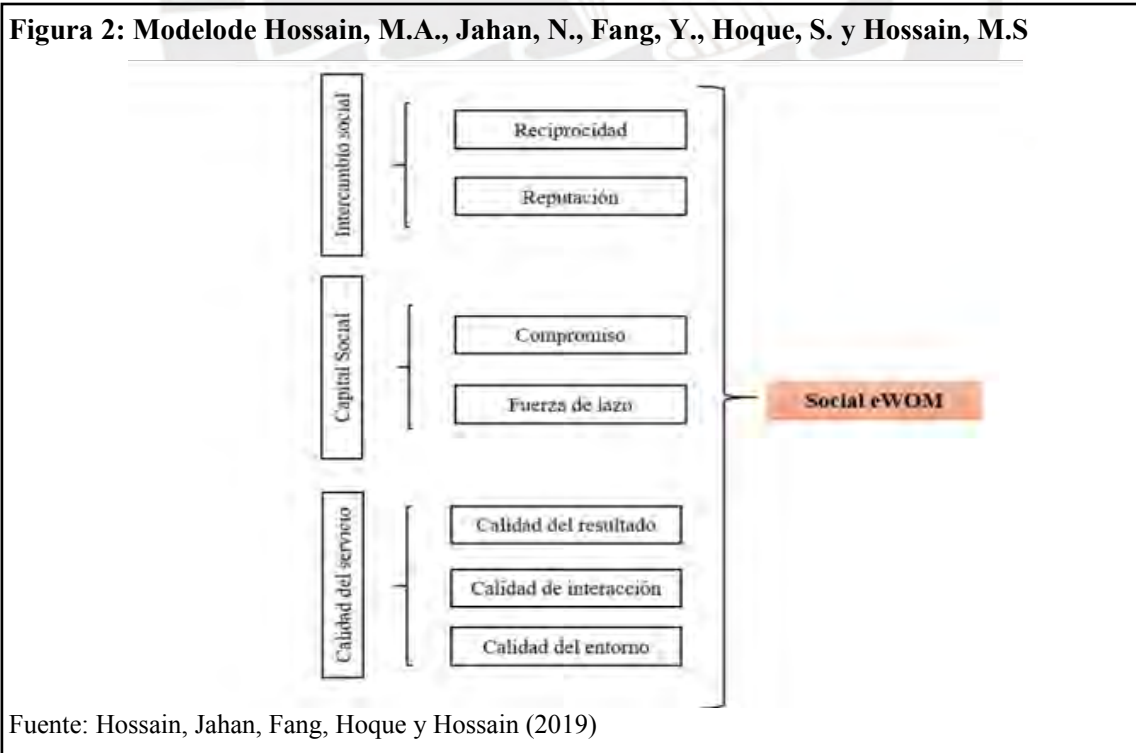 Figura 2: Modelode Hossain, M.A., Jahan, N., Fang, Y., Hoque, S. y Hossain, M.S
Intercambio social
Reciprocidad
Reputación
Capital Social
Compromiso
Fuerza de lazo
Calidad del servicio
Calidad del resultado
Calidad de interacción
Calidad del entorno
Social eWOM
Fuente: Hossain, Jahan, Fang, Hoque y Hossain (2019)